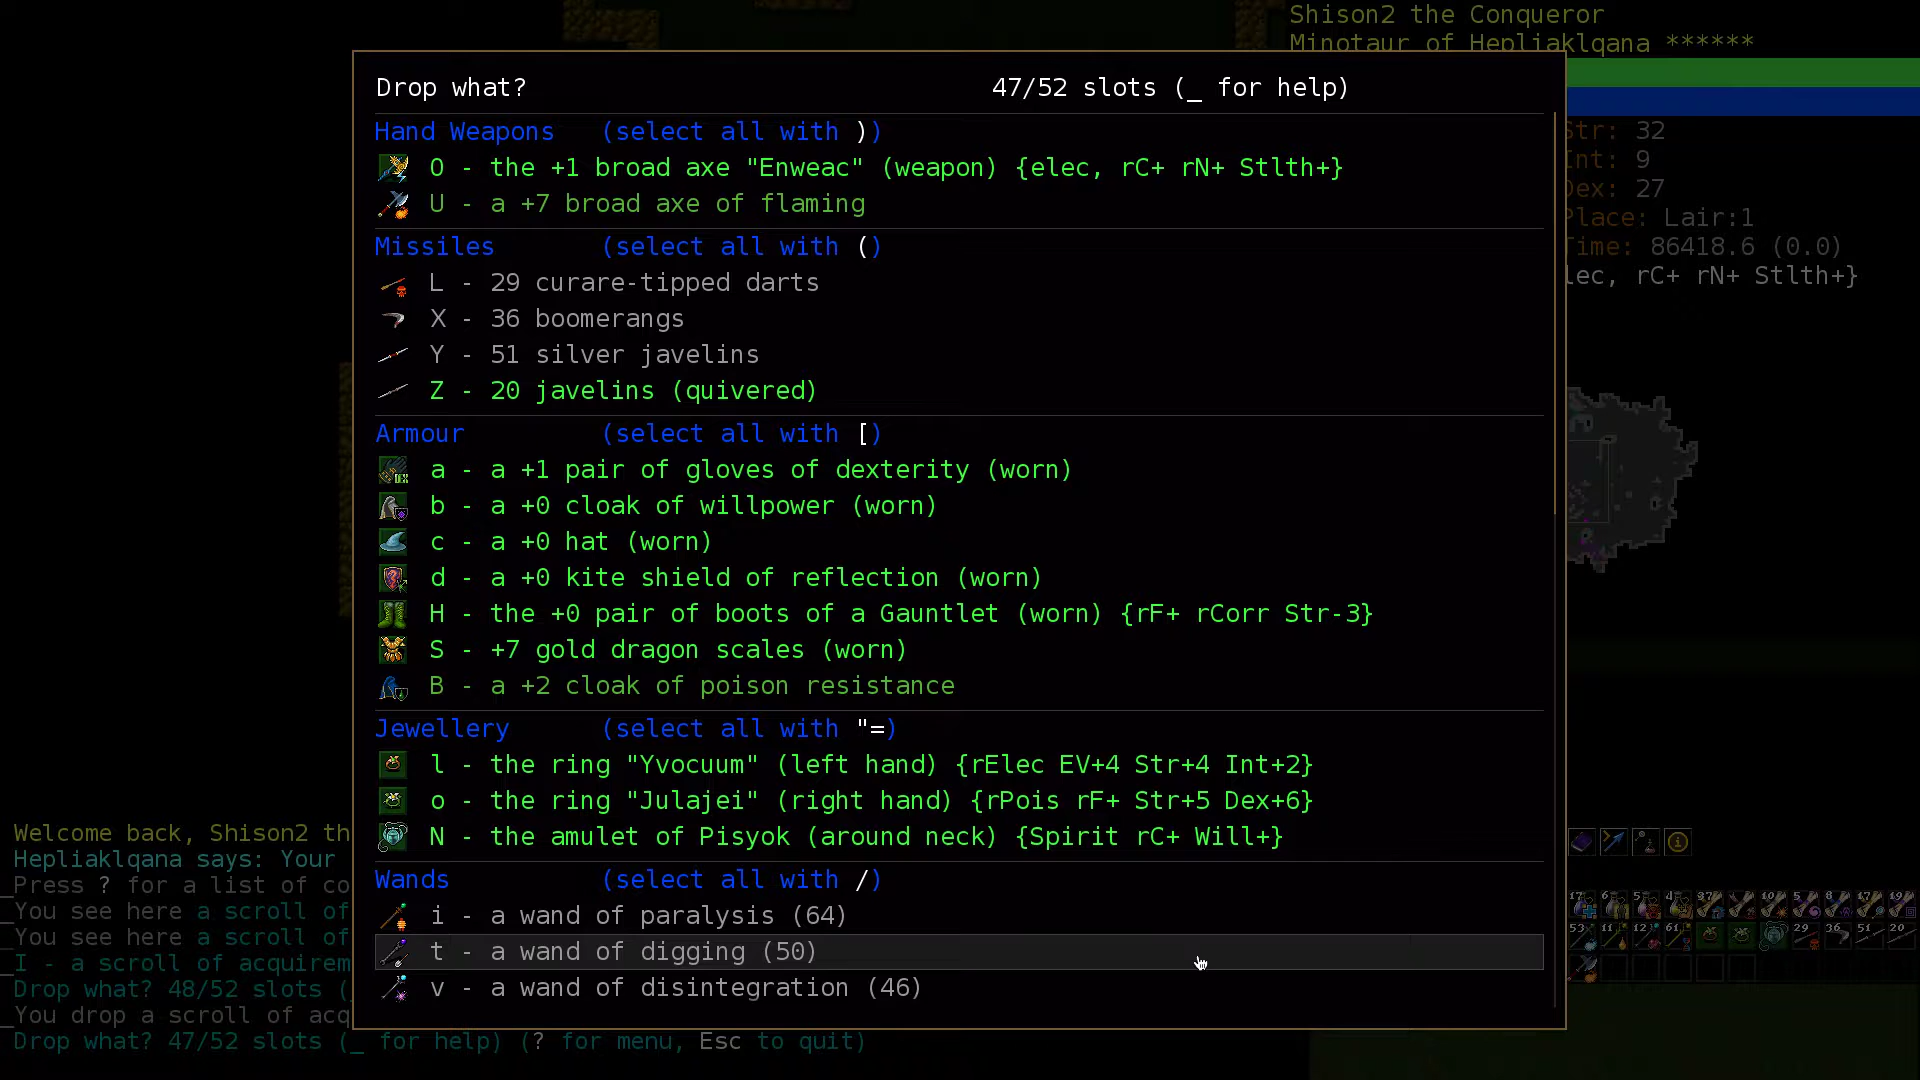 Shison2 the Conqueror
Minotaur of Hepliaklqana ******
Drop what? 47/52 slots (_ for help)
Hand Weapons (select all with ))
O - the +1 broad axe "Enweac" (weapon) {elec, rC+ rN+ Stlth+}
U - a +7 broad axe of flaming
Missiles (select all with ()
L - 29 curare-tipped darts
X - 36 boomerangs
Y - 51 silver javelins
Z - 20 javelins (quivered)
Armour (select all with [)
a - a +1 pair of gloves of dexterity (worn)
b - a +0 cloak of willpower (worn)
c - a +0 hat (worn)
d - a +0 kite shield of reflection (worn)
H - the +0 pair of boots of a Gauntlet (worn) {rF+ rCorr Str-3}
S - +7 gold dragon scales (worn)
B - a +2 cloak of poison resistance
Jewellery (select all with "=)
l - the ring "Yvocuum" (left hand) {rElec EV+4 Str+4 Int+2}
o - the ring "Julajei" (right hand) {rPois rF+ Str+5 Dex+6}
N - the amulet of Pisyok (around neck) {Spirit rC+ Will+}
Wands (select all with /)
i - a wand of paralysis (64)
t - a wand of digging (50)
v - a wand of disintegration (46)
Str: 32
Int: 9
Dex: 27
Place: Lair:1
Time: 86418.6 (0.0)
lec, rC+ rN+ Stlth+}
Welcome back, Shison2 th
Hepliaklqana says: Your
_Press ? for a list of co
_You see here a scroll of
_You see here a scroll of
_I - a scroll of acquirem
Drop what? 48/52 slots (
_You drop a scroll of acq
Drop what? 47/52 slots (_ for help) (? for menu, Esc to quit)